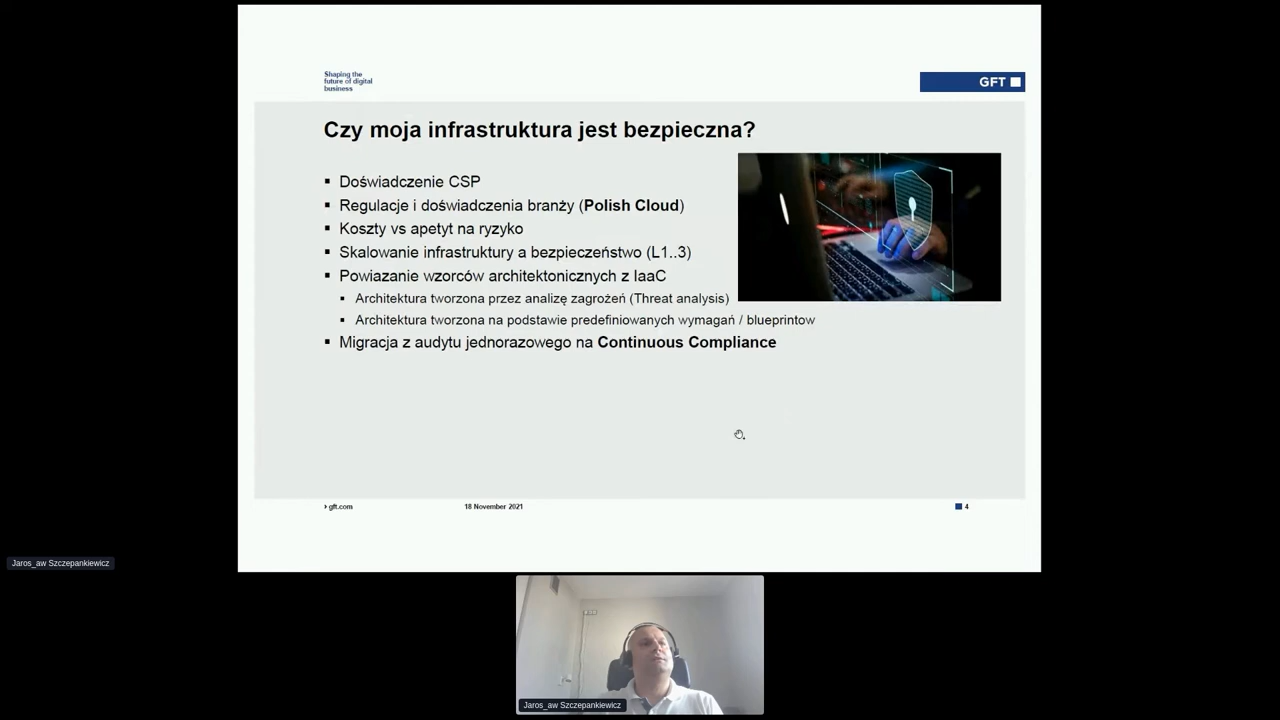 Shaping the
future of digital
business
GFT
Czy moja infrastruktura jest bezpieczna?
Doświadczenie CSP
Regulacje i doświadczenia branży (Polish Cloud)
Koszty vs apetyt na ryzyko
Skalowanie infrastruktury a bezpieczeństwo (L1..3)
Powiazanie wzorców architektonicznych z IaaC
Architektura tworzona przez analizę zagrożeń (Threat analysis)
Architektura tworzona na podstawie predefiniowanych wymagań / blueprintow
Migracja z audytu jednorazowego na Continuous Compliance
› gft.com
18 November 2021
4
Jaros_aw Szczepankiewicz
Jaros_aw Szczepankiewicz